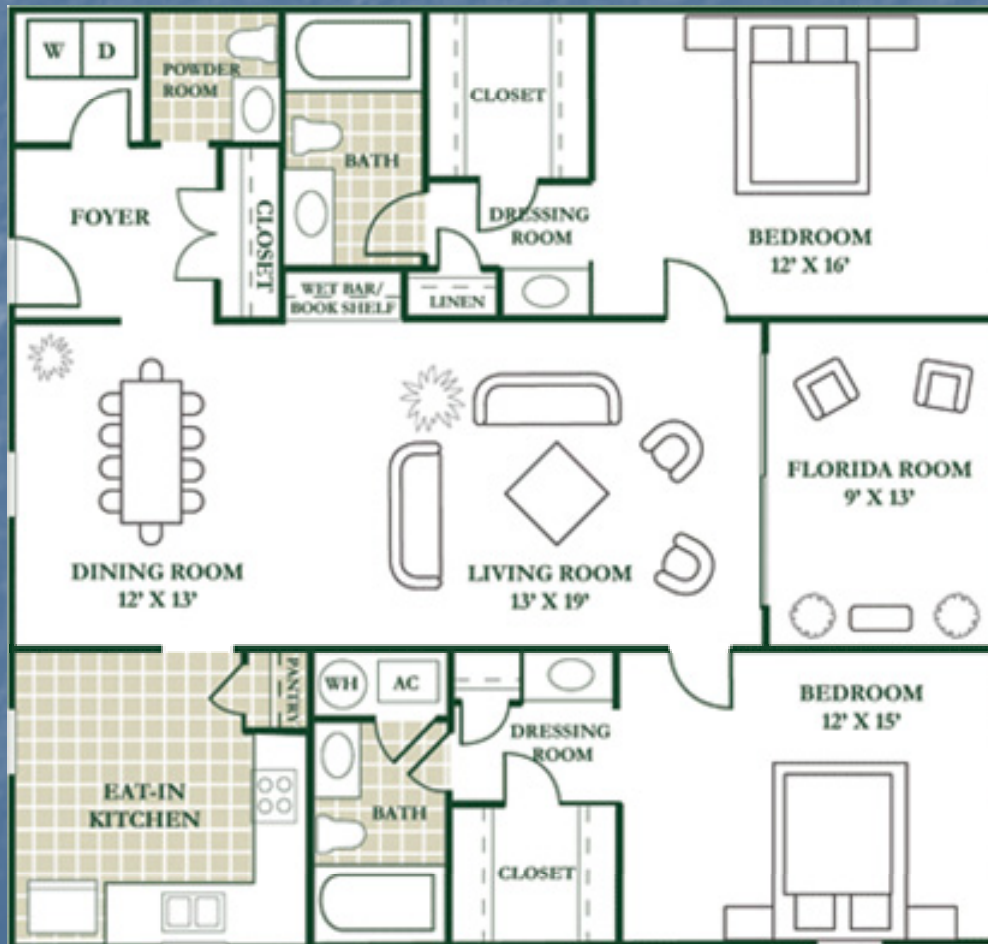 W
D
POWDER
ROOM
BATH
CLOSET
FOYER
CLOSET
DRESSING
ROOM
BEDROOM
12' X 16'
WET BAR/
BOOK SHELF
LINEN
FLORIDA ROOM
9' X 13'
DINING ROOM
12' X 13'
LIVING ROOM
13' X 19'
PANTRY
WH
AC
DRESSING
ROOM
BEDROOM
12' X 15'
EAT-IN
KITCHEN
BATH
CLOSET